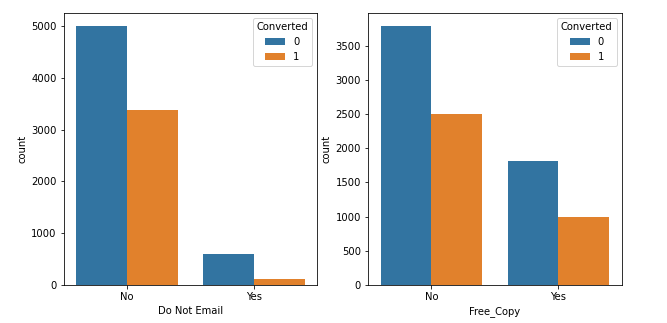 5000
4000
3000
2000
1000
0
count
No
Yes
Do Not Email
Converted
0
1
3500
3000
2500
2000
1500
1000
500
0
count
No
Yes
Free_Copy
Converted
0
1